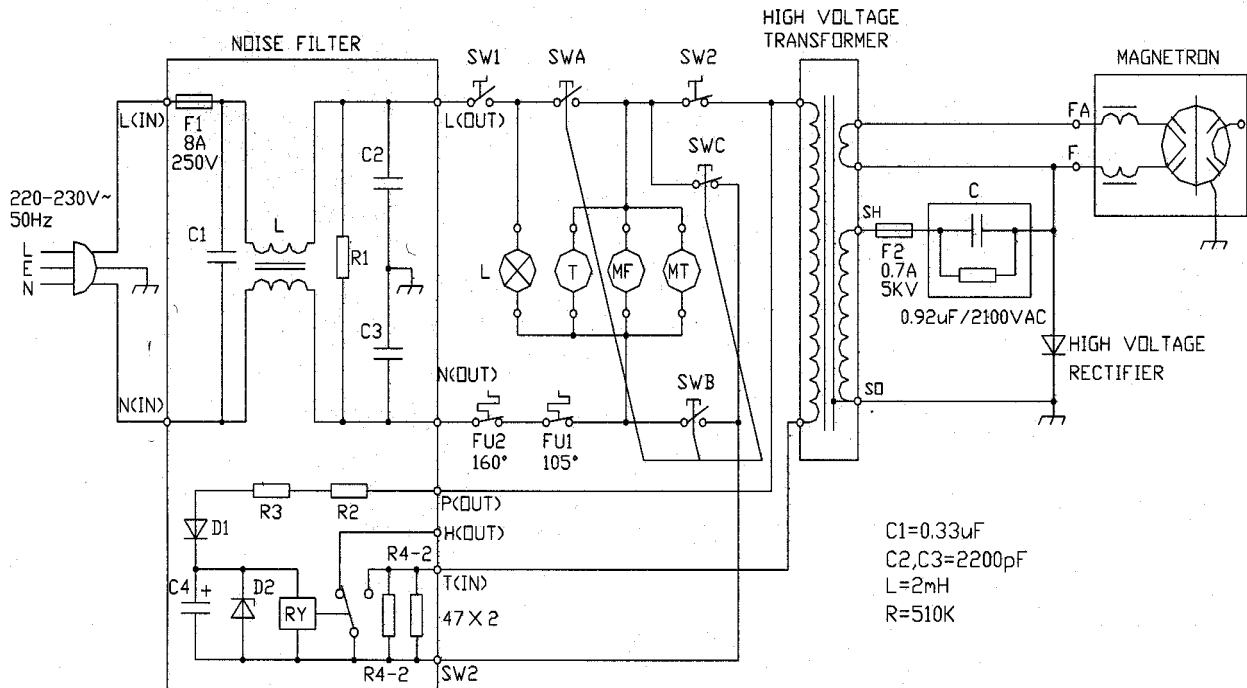 HIGH VOLTAGE
TRANSFORMER
NOISE FILTER
MAGNETRON
SW1
SWA
SW2
L(IN)
F1
8A
250V
L(OUT)
FA
F
C2
SWC
220-230V~
50Hz
L
E
N
C1
L
R1
L
T
MF
MT
SH
F2
0.7A
5KV
C
0.92uF/2100VAC
C3
N(IN)
N(OUT)
SWB
SO
HIGH VOLTAGE
RECTIFIER
FU2
160°
FU1
105°
R3
R2
P(OUT)
D1
H(OUT)
R4-2
T(IN)
C4
+
D2
RY
47X2
R4-2
SW2
C1=0.33uF
C2,C3=2200pF
L=2mH
R=510K